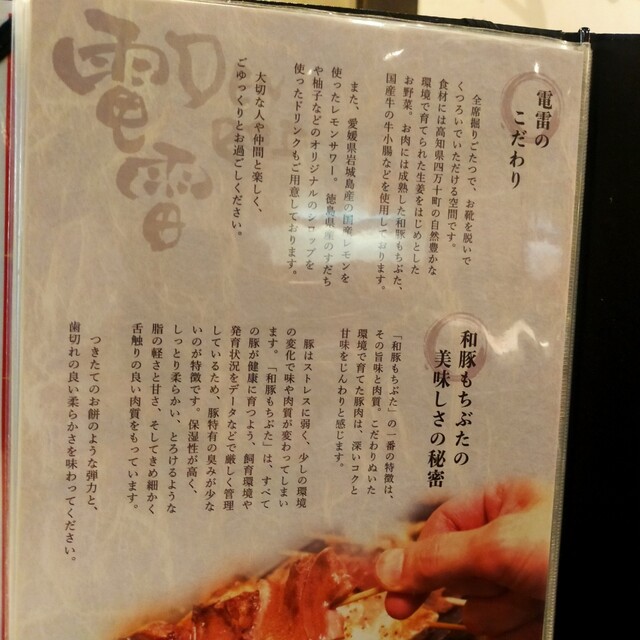 電雷の
こだわり
全席掘りごたつで、お靴を脱いで
くつろいでいただける空間です。
食材には高知県四万十町の自然豊かな
環境で育てられた生姜をはじめとした
お野菜。お肉には成熟した和豚もちぶた、
国産牛の牛小腸などを使用しております。
また、愛媛県岩城島産の国産レモンを
使ったレモンサワー。徳島県産のすだち
や柚子などのオリジナルのシロップを
使ったドリンクもご用意しております。
大切な人や仲間と楽しく、
ごゆっくりとお過ごしください。
電雷
和豚もちぶたの
美味しさの秘密
「和豚もちぶた」の一番の特徴は、
その旨味と肉質。こだわりぬいた
環境で育てた豚肉は、深いコクと
甘味をじんわりと感じます。
豚はストレスに弱く、少しの環境
の変化で味や肉質が変わってしまい
ます。「和豚もちぶた」は、すべて
の豚が健康に育つよう、飼育環境や
発育状況をデータなどで厳しく管理
しているため、豚特有の臭みが少な
いのが特徴です。保湿性が高く、
しっとり柔らかい、とろけるような
脂の軽さと甘さ、そしてきめ細かく
舌触りの良い肉質をもっています。
つきたてのお餅のような弾力と、
歯切れの良い柔らかさを味わってください。